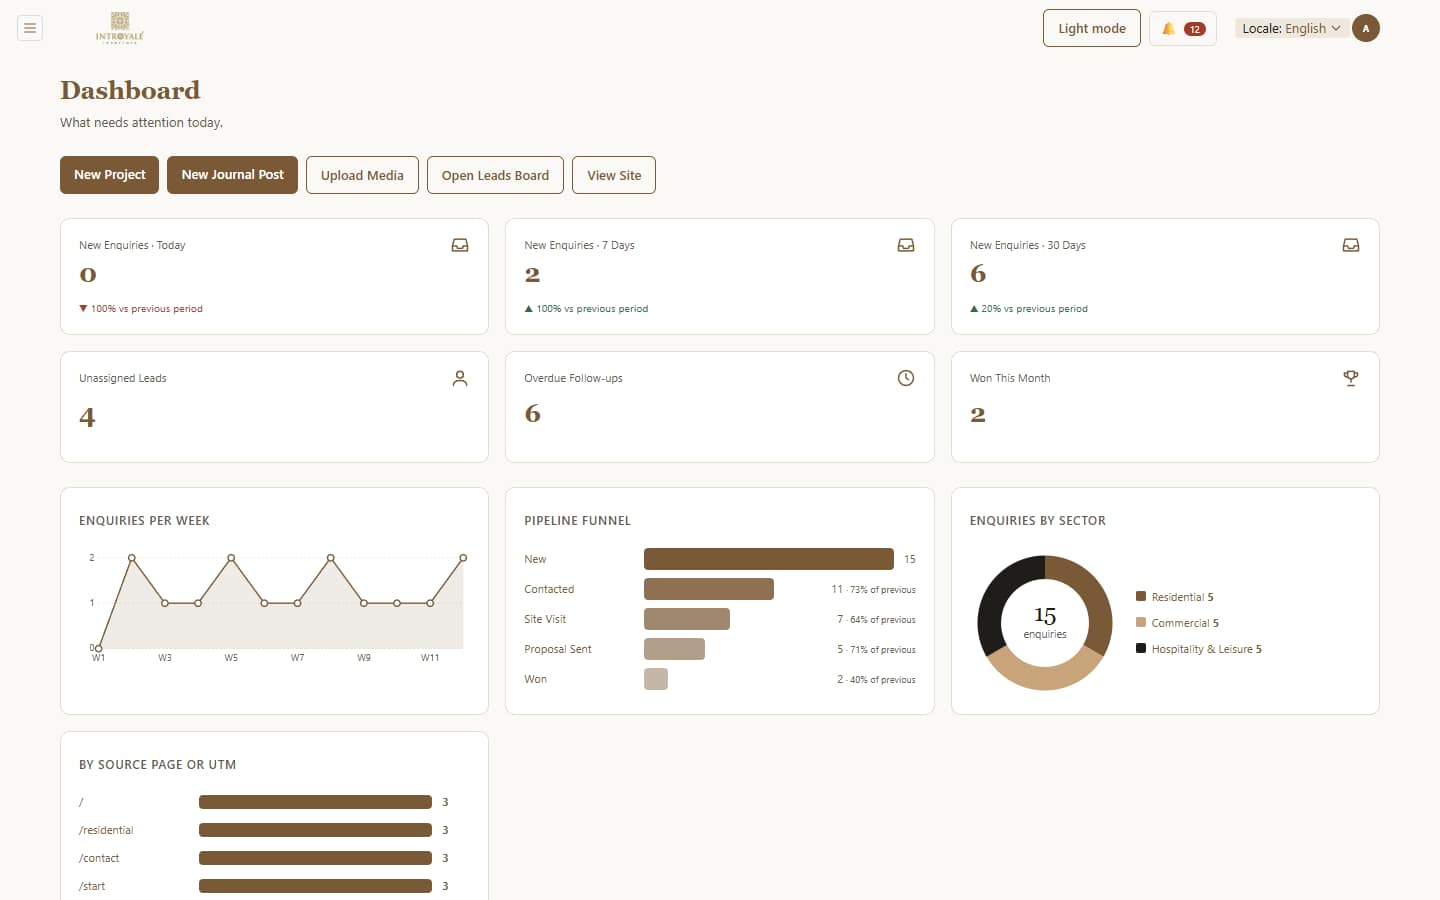 INTROYALE
Light mode
12
Locale: English
A
Dashboard
What needs attention today.
New Project
New Journal Post
Upload Media
Open Leads Board
View Site
New Enquiries · Today
0
▼ 100% vs previous period
New Enquiries · 7 Days
2
▲ 100% vs previous period
New Enquiries · 30 Days
6
▲ 20% vs previous period
Unassigned Leads
4
Overdue Follow-ups
6
Won This Month
2
ENQUIRIES PER WEEK
2
1
0
W1 W3 W5 W7 W9 W11
PIPELINE FUNNEL
New 15
Contacted 11 · 73% of previous
Site Visit 7 · 64% of previous
Proposal Sent 5 · 71% of previous
Won 2 · 40% of previous
ENQUIRIES BY SECTOR
15
enquiries
Residential 5
Commercial 5
Hospitality & Leisure 5
BY SOURCE PAGE OR UTM
/ 3
/residential 3
/contact 3
/start 3